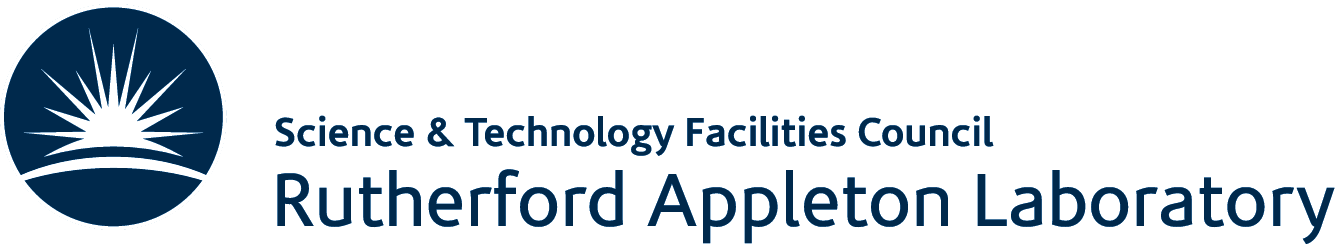 Science & Technology Facilities Council
Rutherford Appleton Laboratory